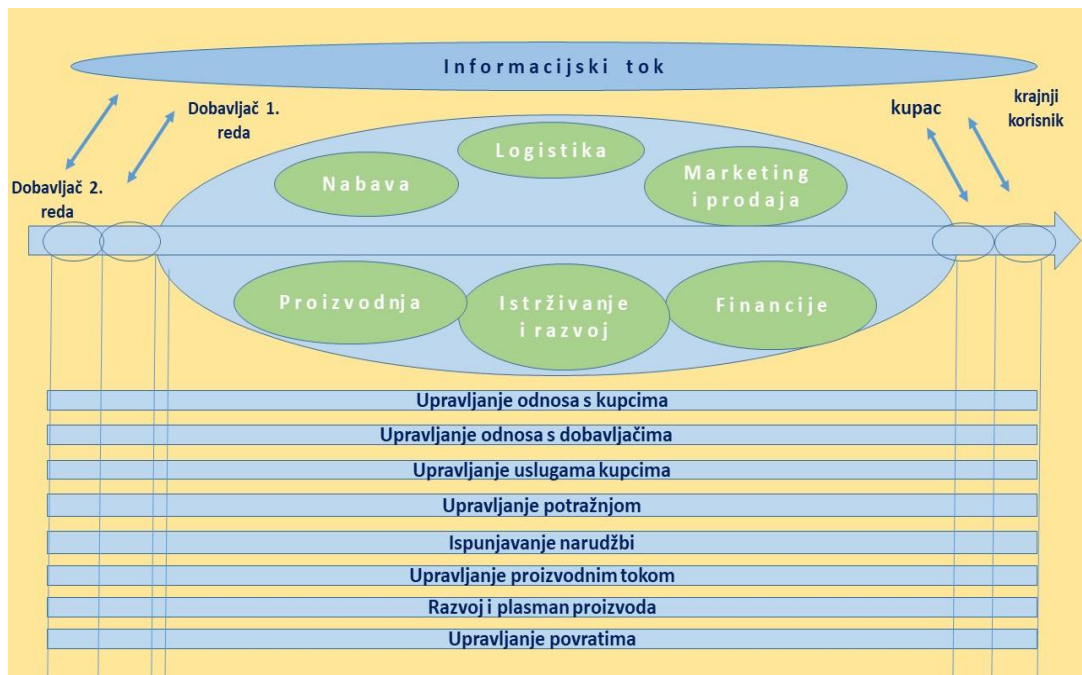 Informacijski tok
Dobavljač 1.
reda
kupac
krajnji
korisnik
Dobavljač 2.
reda
Logistika
Nabava
Marketing
i prodaja
Proizvodnja
Istrživanje
i razvoj
Financije
Upravljanje odnosa s kupcima
Upravljanje odnosa s dobavljačima
Upravljanje uslugama kupcima
Upravljanje potražnjom
Ispunjavanje narudžbi
Upravljanje proizvodnim tokom
Razvoj i plasman proizvoda
Upravljanje povratima